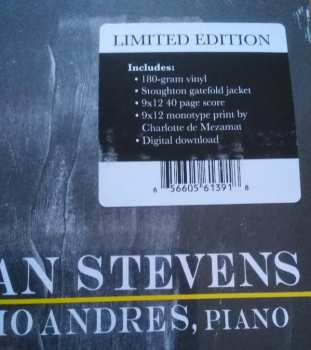 LIMITED EDITION
Includes:
• 180-gram vinyl
• Stoughton gatefold jacket
• 9x12 40 page score
• 9x12 monotype print by
Charlotte de Mezamat
• Digital download
6 56605 61391 8
AN STEVENS
IO ANDRES, PIANO